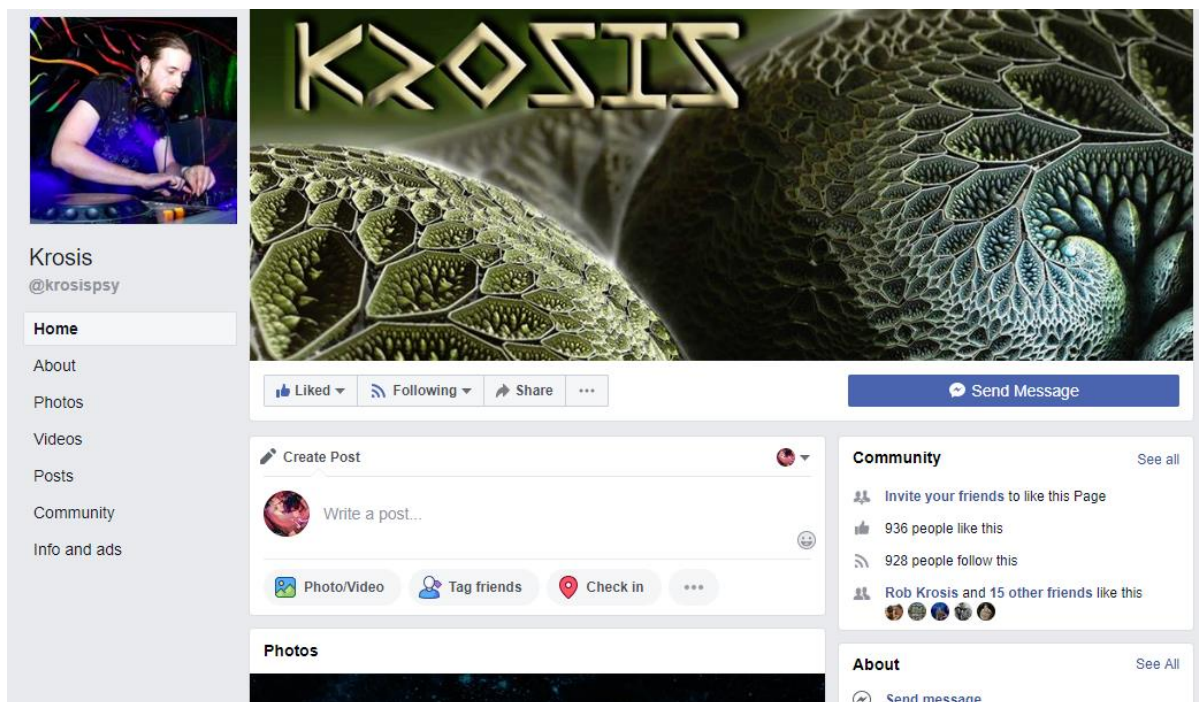 KROSIS
Krosis
@krosispsy
Home
About
Photos
Videos
Posts
Community
Info and ads
Liked
Following
Share
Send Message
Create Post
Write a post...
Photo/Video
Tag friends
Check in
Photos
Community
See all
Invite your friends to like this Page
936 people like this
928 people follow this
Rob Krosis and 15 other friends like this
About
See All
Send message